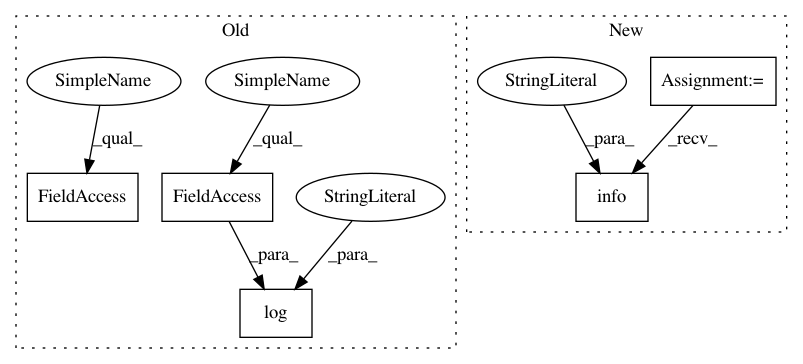 Old
New
SimpleName
SimpleName
StringLiteral
Assignment:=
_qual_
_qual_
_para_
_recv_
FieldAccess
FieldAccess
StringLiteral
info
_para_
_para_
log